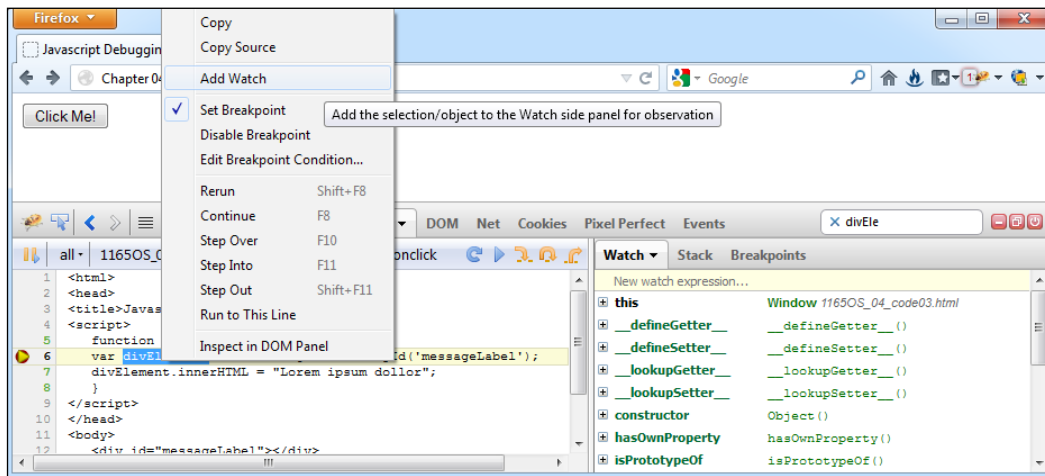 Firefox
Javascript Debuggin
Chapter 04
Google
1
Click Me!
Copy
Copy Source
Add Watch
Set Breakpoint
Disable Breakpoint
Edit Breakpoint Condition...
Rerun Shift+F8
Continue F8
Step Over F10
Step Into F11
Step Out Shift+F11
Run to This Line
Inspect in DOM Panel
Add the selection/object to the Watch side panel for observation
DOM Net Cookies Pixel Perfect Events
divEle
all 1165OS_0
onclick
1 <html>
2 <head>
3 <title>Javas
4 <script>
5 function
6 var divEl Id('messageLabel');
7 divElement.innerHTML = "Lorem ipsum dollor";
8 }
9 </script>
10 </head>
11 <body>
12 <div id="messageLabel"></div>
Watch Stack Breakpoints
New watch expression...
this Window 1165OS_04_code03.html
__defineGetter__ __defineGetter__()
__defineSetter__ __defineSetter__()
__lookupGetter__ __lookupGetter__()
__lookupSetter__ __lookupSetter__()
constructor Object()
hasOwnProperty hasOwnProperty()
isPrototypeOf isPrototypeOf()